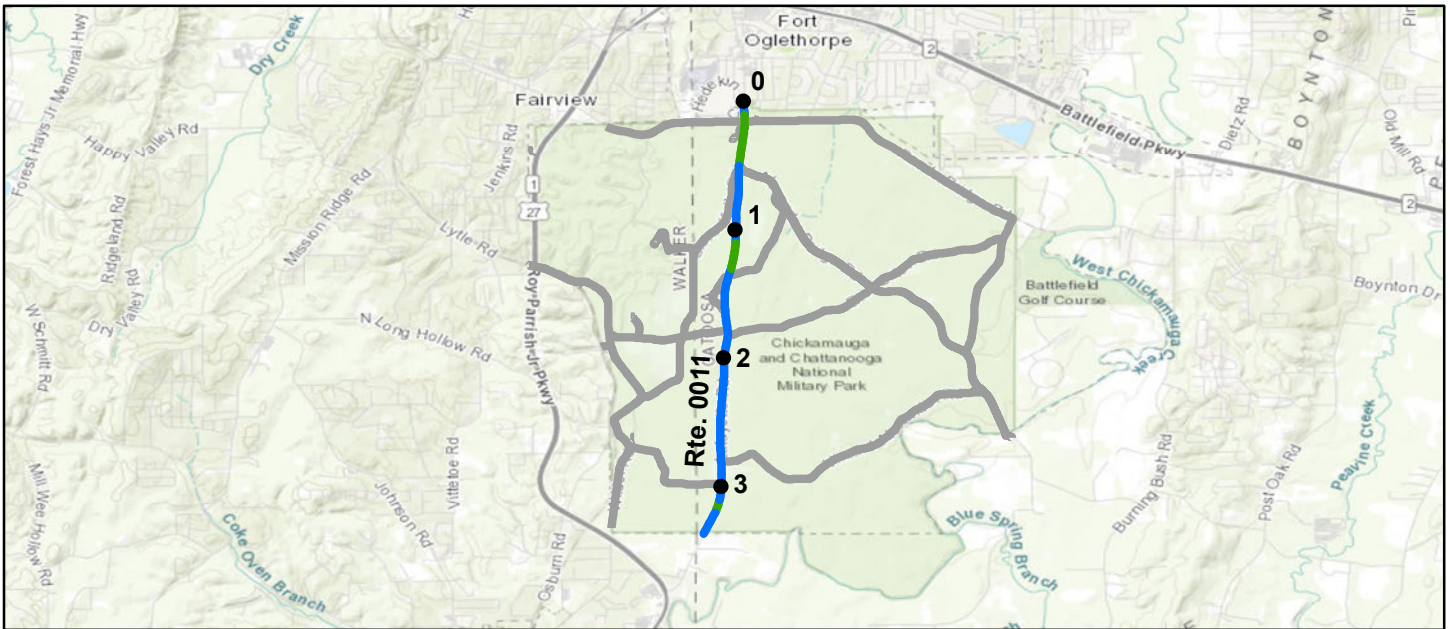 Fort
Oglethorpe
2
Dry Creek
Forest Hays Jr Memorial Hwy
Fairview
0
Battlefield Pkwy
Dietz Rd
BOYNTON
Old Mill Rd
Happy Valley Rd
Jenkins Rd
1
27
2
Mission Ridge Rd
Ridgeland Rd
Lytle Rd
WALKER
1
West Chickamauga
Creek
Battlefield
Golf Course
Boynton Dr
Valley Rd
W Schmitt Rd
N Long Hollow Rd
Roy Parrish Jr Pkwy
CATOOSA
2
Chickamauga
and Chattanooga
National
Military Park
Rte. 0011
3
Mill Wee Hollow Rd
Vittetoe Rd
Johnson Rd
Coke Oven Branch
Osburn Rd
Blue Spring
Branch
Burning Bush Rd
Post Oak Rd
Peavine Creek